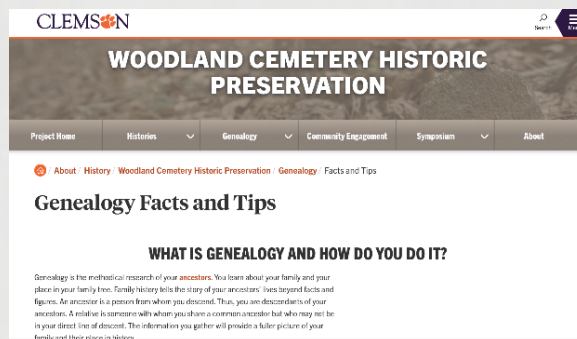 CLEMSON
Search
WOODLAND CEMETERY HISTORIC
PRESERVATION
Project Home Histories Genealogy Community Engagement Symposium About
/ About / History / Woodland Cemetery Historic Preservation / Genealogy / Facts and Tips
Genealogy Facts and Tips
WHAT IS GENEALOGY AND HOW DO YOU DO IT?
Genealogy is the methodical research of your ancestors. You learn about your family and your
place in your family tree. Family history tells the story of your ancestors' lives beyond facts and
figures. An ancestor is a person from whom you descend. Thus, you are descendants of your
ancestors. A relative is someone with whom you share a common ancestor but who may not be
in your direct line of descent. The information you gather will provide a fuller picture of your
family and their place in history.